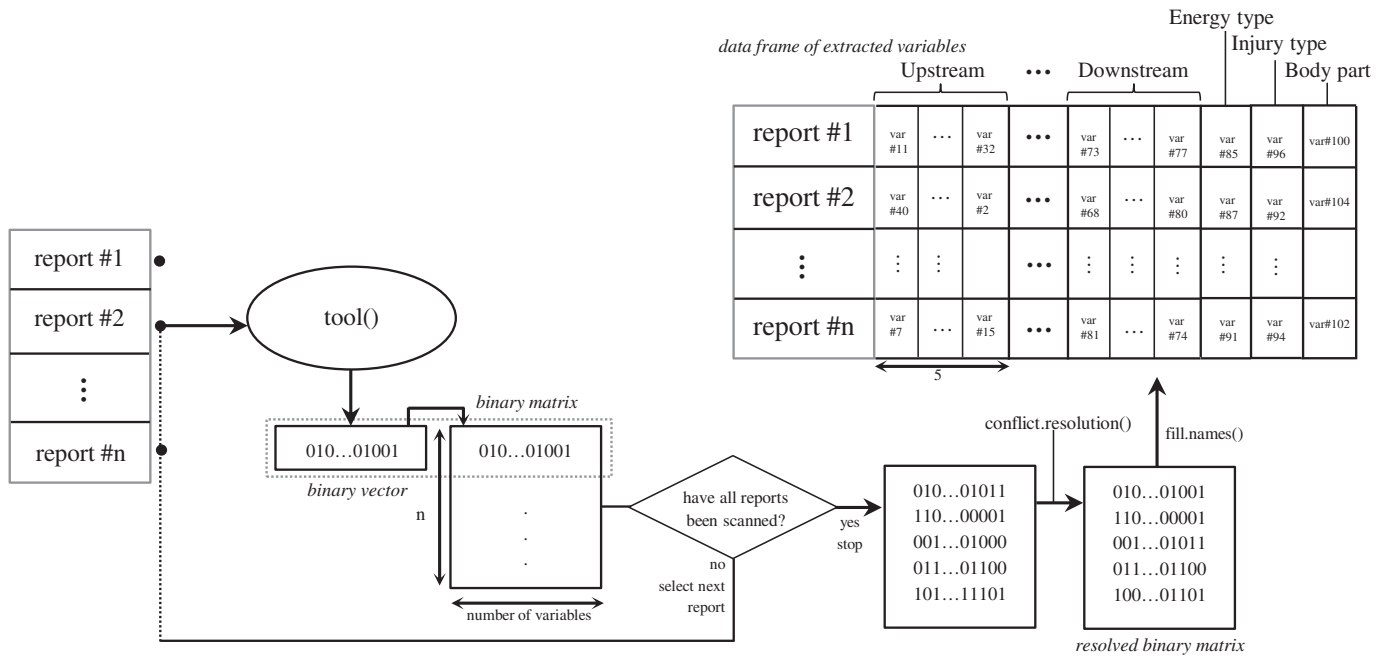 Energy type
data frame of extracted variables
Injury type
Upstream … Downstream
Body part
report #1 var #11 … var #32 … var #73 … var #77 var #85 var #96 var#100
report #2 var #40 … var #2 … var #68 … var #80 var #87 var #92 var#104
⋮ ⋮ ⋮ … ⋮ ⋮ ⋮ ⋮ ⋮
report #n var #7 … var #15 … var #81 … var #74 var #91 var #94 var#102
5
report #1
report #2
⋮
report #n
tool()
binary matrix
010…01001
010…01001
binary vector
n
.
.
.
number of variables
have all reports
been scanned?
yes
stop
no
select next
report
010…01011
110…00001
001…01000
011…01100
101…11101
conflict.resolution()
fill.names()
010…01001
110…00001
001…01011
011…01100
100…01101
resolved binary matrix